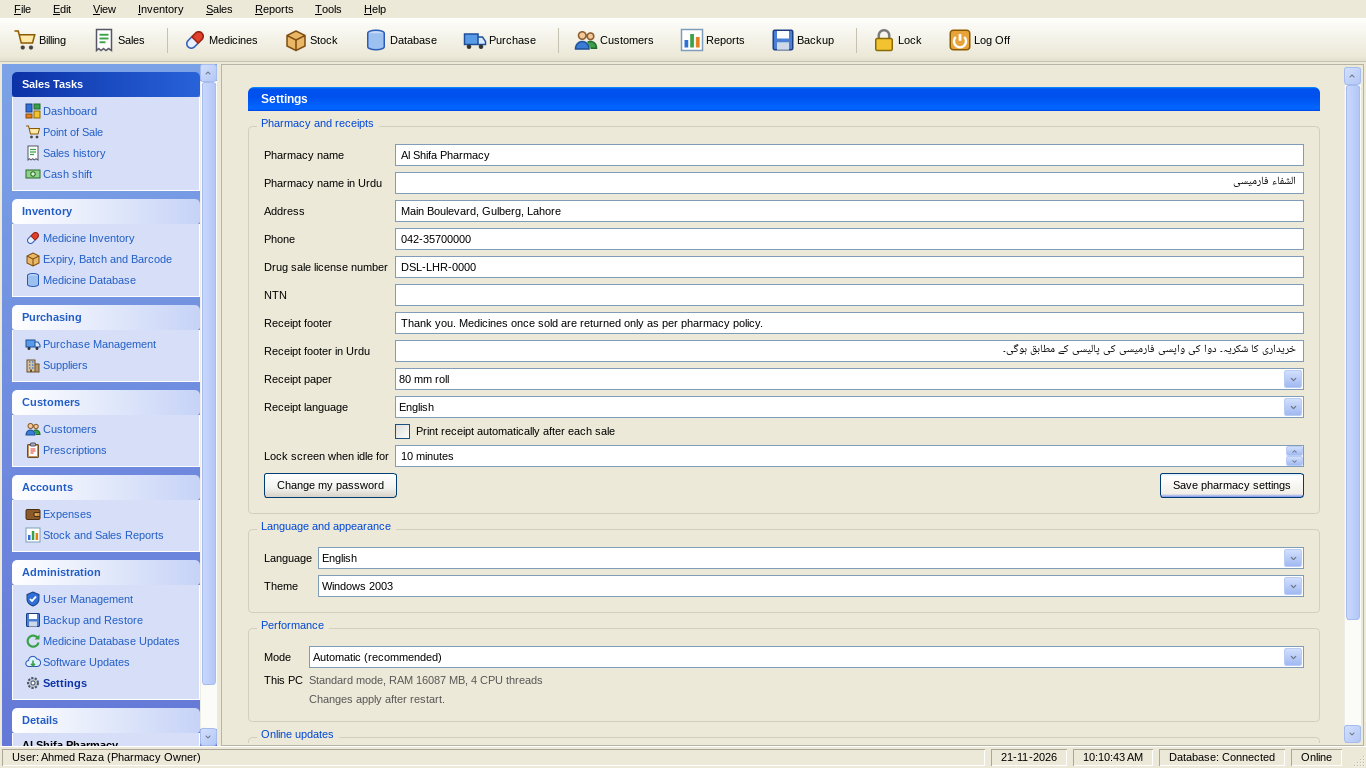 File Edit View Inventory Sales Reports Tools Help
Billing Sales Medicines Stock Database Purchase Customers Reports Backup Lock Log Off
Sales Tasks
Dashboard
Point of Sale
Sales history
Cash shift
Inventory
Medicine Inventory
Expiry, Batch and Barcode
Medicine Database
Purchasing
Purchase Management
Suppliers
Customers
Customers
Prescriptions
Accounts
Expenses
Stock and Sales Reports
Administration
User Management
Backup and Restore
Medicine Database Updates
Software Updates
Settings
Details
Al Shifa Pharmacy
Settings
Pharmacy and receipts
Pharmacy name Al Shifa Pharmacy
Pharmacy name in Urdu الشفاء فارمیسی
Address Main Boulevard, Gulberg, Lahore
Phone 042-35700000
Drug sale license number DSL-LHR-0000
NTN
Receipt footer Thank you. Medicines once sold are returned only as per pharmacy policy.
Receipt footer in Urdu خریداری کا شکریہ۔ دوا کی واپسی فارمیسی کی پالیسی کے مطابق ہوگی۔
Receipt paper 80 mm roll
Receipt language English
Print receipt automatically after each sale
Lock screen when idle for 10 minutes
Change my password Save pharmacy settings
Language and appearance
Language English
Theme Windows 2003
Performance
Mode Automatic (recommended)
This PC Standard mode, RAM 16087 MB, 4 CPU threads
Changes apply after restart.
Online updates
User: Ahmed Raza (Pharmacy Owner) 21-11-2026 10:10:43 AM Database: Connected Online